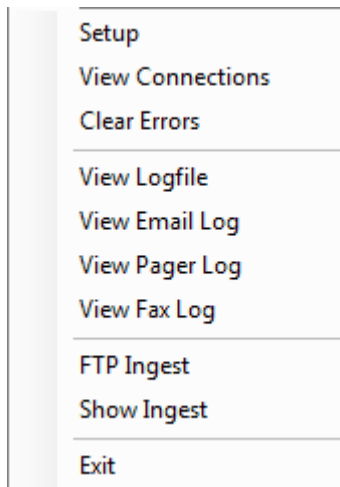 Setup
View Connections
Clear Errors
View Logfile
View Email Log
View Pager Log
View Fax Log
FTP Ingest
Show Ingest
Exit